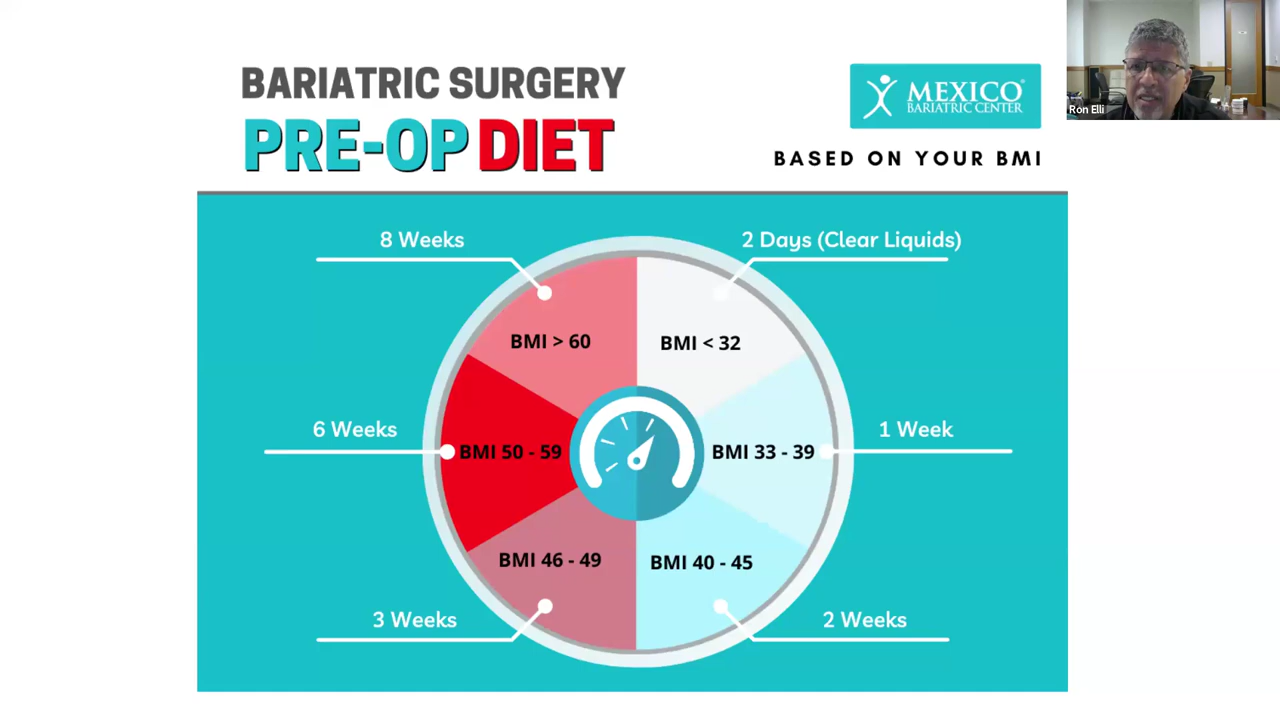 BARIATRIC SURGERY
PRE-OP DIET
MEXICO®
BARIATRIC CENTER
BASED ON YOUR BMI
Ron Elli
8 Weeks
2 Days (Clear Liquids)
BMI > 60
BMI < 32
6 Weeks
1 Week
BMI 50 - 59
BMI 33 - 39
BMI 46 - 49
BMI 40 - 45
3 Weeks
2 Weeks